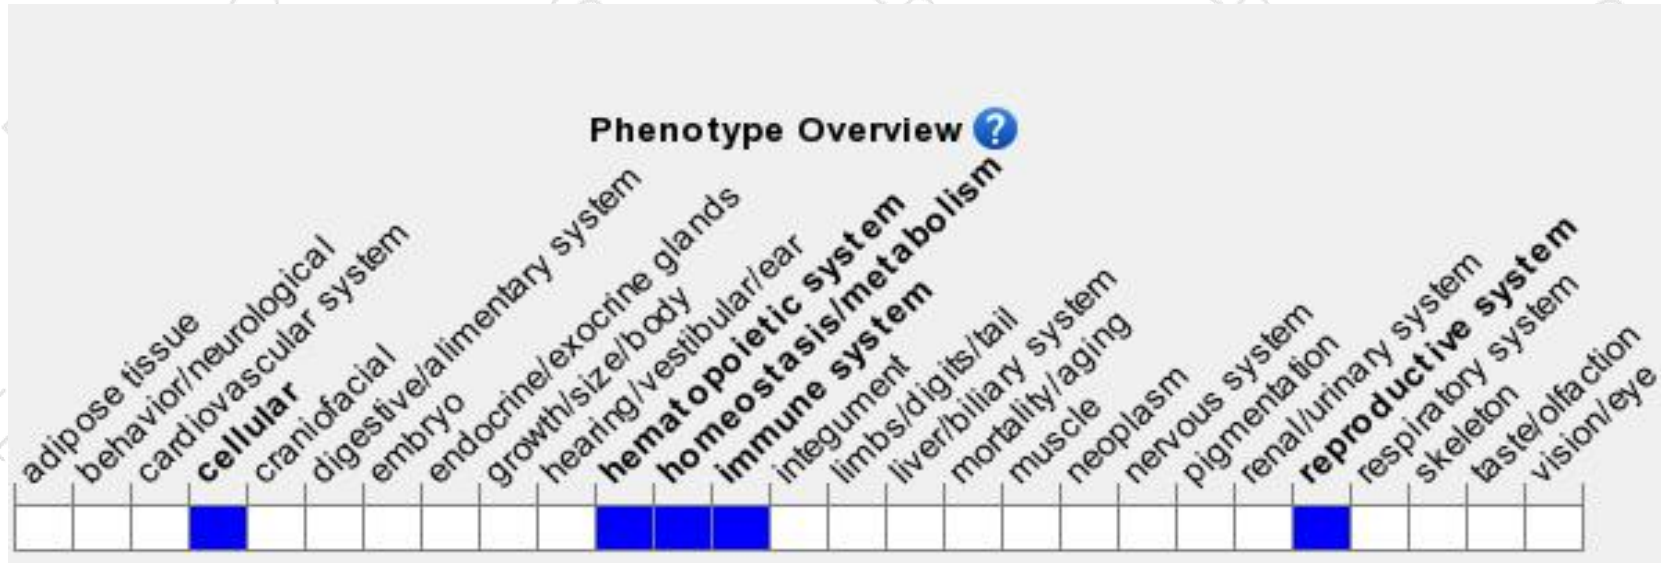 Phenotype Overview ?
adipose tissue
behavior/neurological
cardiovascular system
cellular
craniofacial
digestive/alimentary system
embryo
endocrine/exocrine glands
growth/size/body
hearing/vestibular/ear
hematopoietic system
homeostasis/metabolism
immune system
integument
limbs/digits/tail
liver/biliary system
mortality/aging
muscle
neoplasm
nervous system
pigmentation
renal/urinary system
reproductive system
respiratory system
skeleton
taste/olfaction
vision/eye